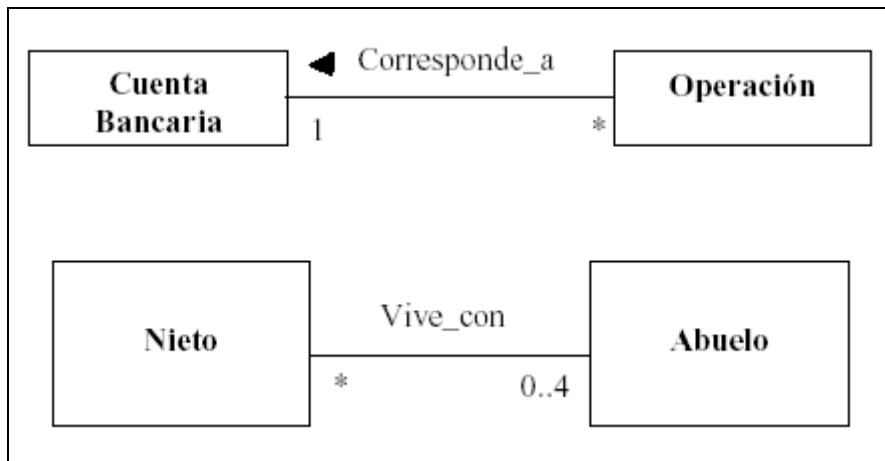 Corresponde_a
Cuenta
Bancaria
Operación
1
*
Vive_con
Nieto
Abuelo
*
0..4